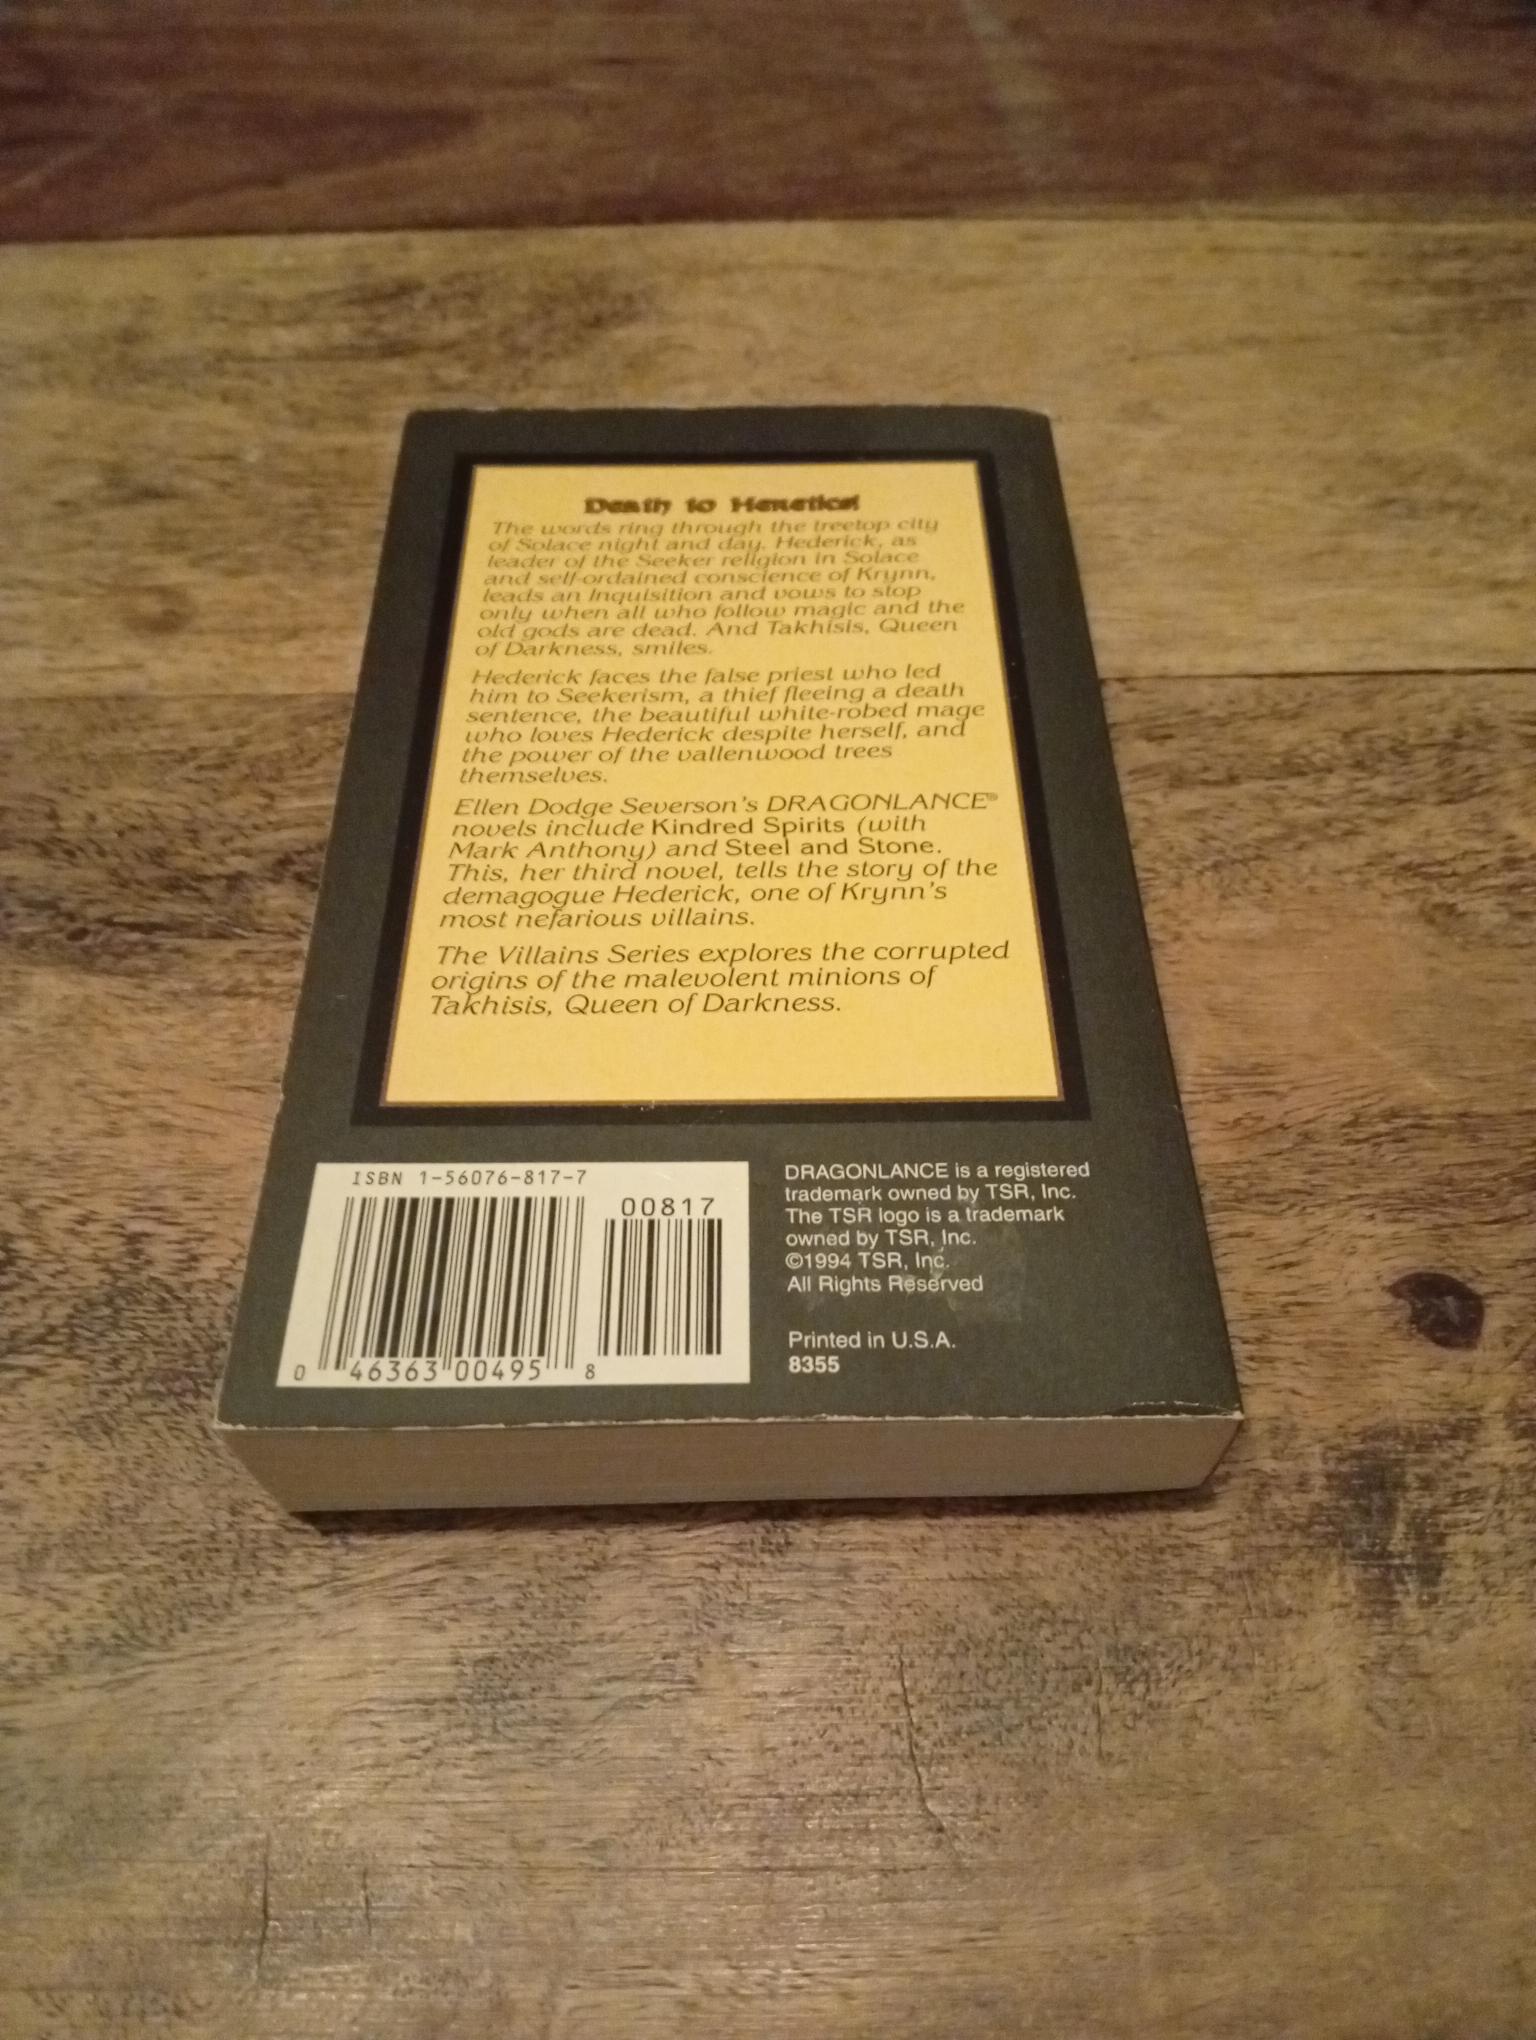 Death to Heretics!
The words ring through the treetop city
of Solace night and day. Hederick, as
leader of the Seeker religion in Solace
and self-ordained conscience of Krynn,
leads an Inquisition and vows to stop
only when all who follow magic and the
old gods are dead. And Takhisis, Queen
of Darkness, smiles.
Hederick faces the false priest who led
him to Seekerism, a thief fleeing a death
sentence, the beautiful white-robed mage
who loves Hederick despite herself, and
the power of the vallenwood trees
themselves.
Ellen Dodge Severson's DRAGONLANCE®
novels include Kindred Spirits (with
Mark Anthony) and Steel and Stone.
This, her third novel, tells the story of the
demagogue Hederick, one of Krynn's
most nefarious villains.
The Villains Series explores the corrupted
origins of the malevolent minions of
Takhisis, Queen of Darkness.
ISBN 1-56076-817-7
00817
0 46363 00495 8
DRAGONLANCE is a registered
trademark owned by TSR, Inc.
The TSR logo is a trademark
owned by TSR, Inc.
©1994 TSR, Inc.
All Rights Reserved
Printed in U.S.A.
8355